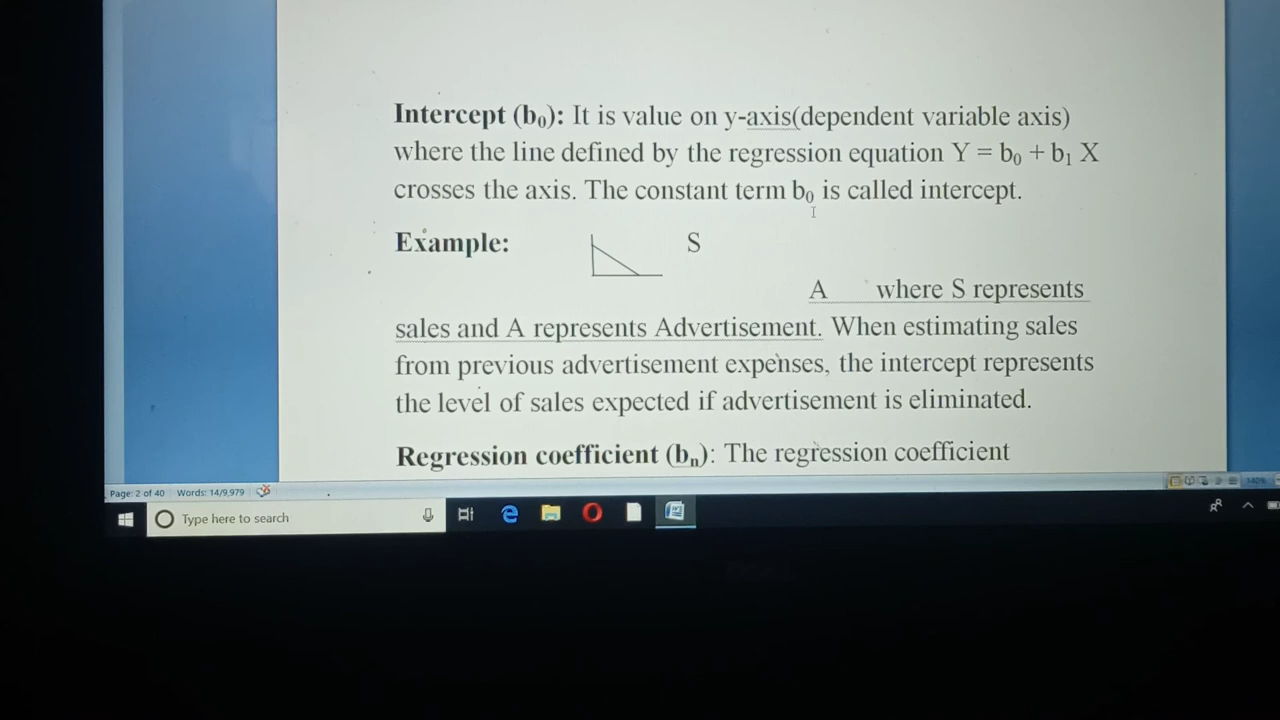 Intercept (b₀): It is value on y-axis(dependent variable axis)
where the line defined by the regression equation Y = b₀ + b₁ X
crosses the axis. The constant term b₀ is called intercept.
Example: S
A where S represents
sales and A represents Advertisement. When estimating sales
from previous advertisement expenses, the intercept represents
the level of sales expected if advertisement is eliminated.
Regression coefficient (bₙ): The regression coefficient
Page: 2 of 40 Words: 14/9,979 140%
Type here to search